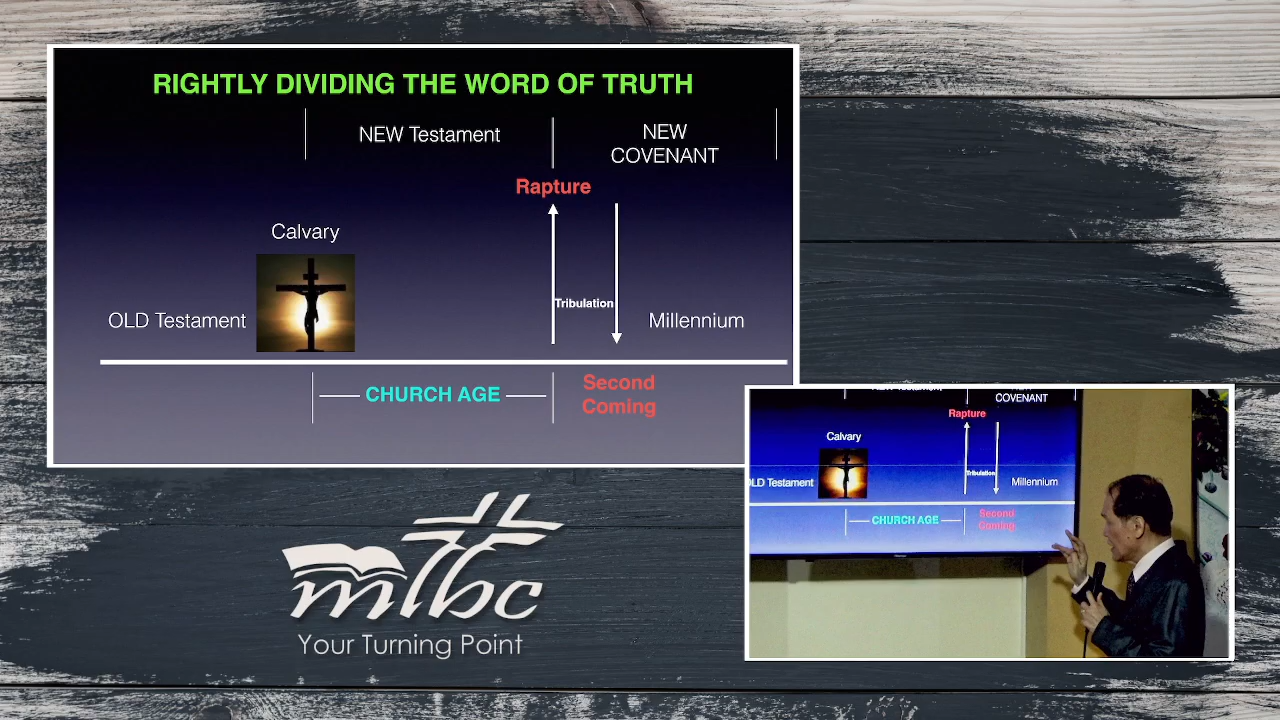 RIGHTLY DIVIDING THE WORD OF TRUTH
NEW Testament
NEW
COVENANT
Rapture
Calvary
Tribulation
OLD Testament
Millennium
CHURCH AGE
Second
Coming
COVENANT
Rapture
Calvary
Tribulation
OLD Testament
Millennium
CHURCH AGE
Second
Coming
mlbc
Your Turning Point